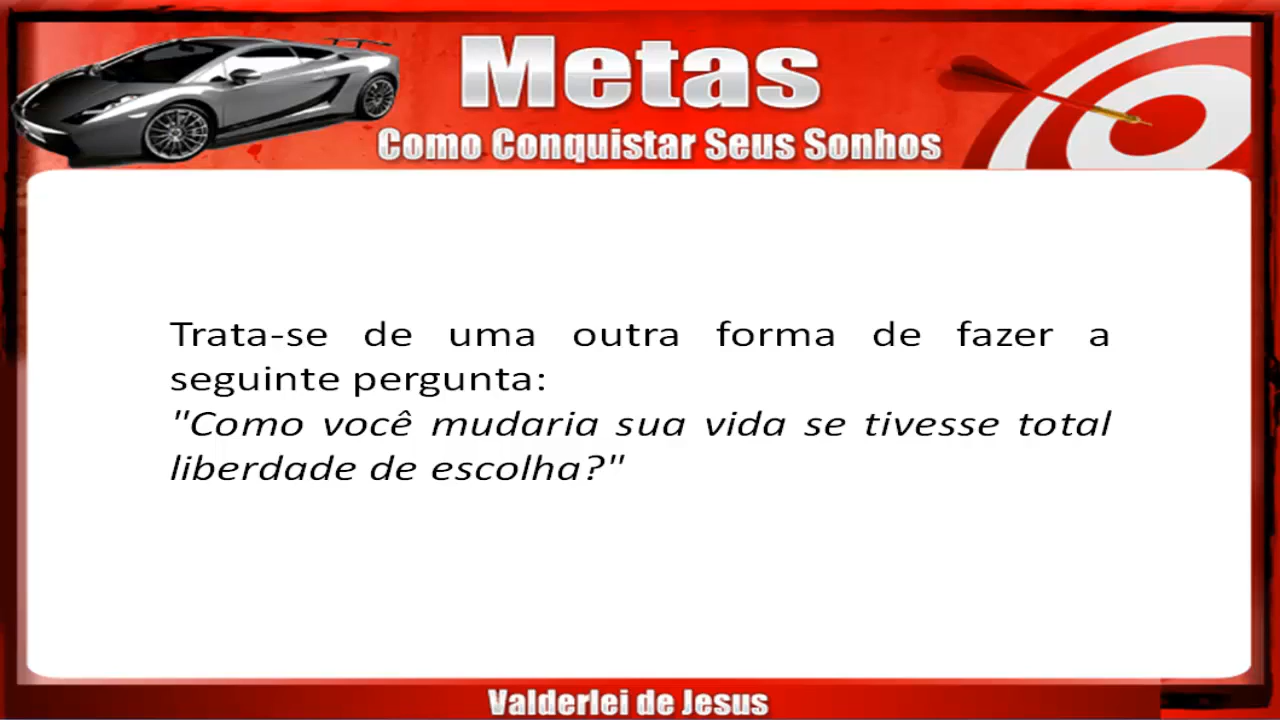 Metas
Como Conquistar Seus Sonhos
Trata-se de uma outra forma de fazer a
seguinte pergunta:
"Como você mudaria sua vida se tivesse total
liberdade de escolha?"
Valderlei de Jesus